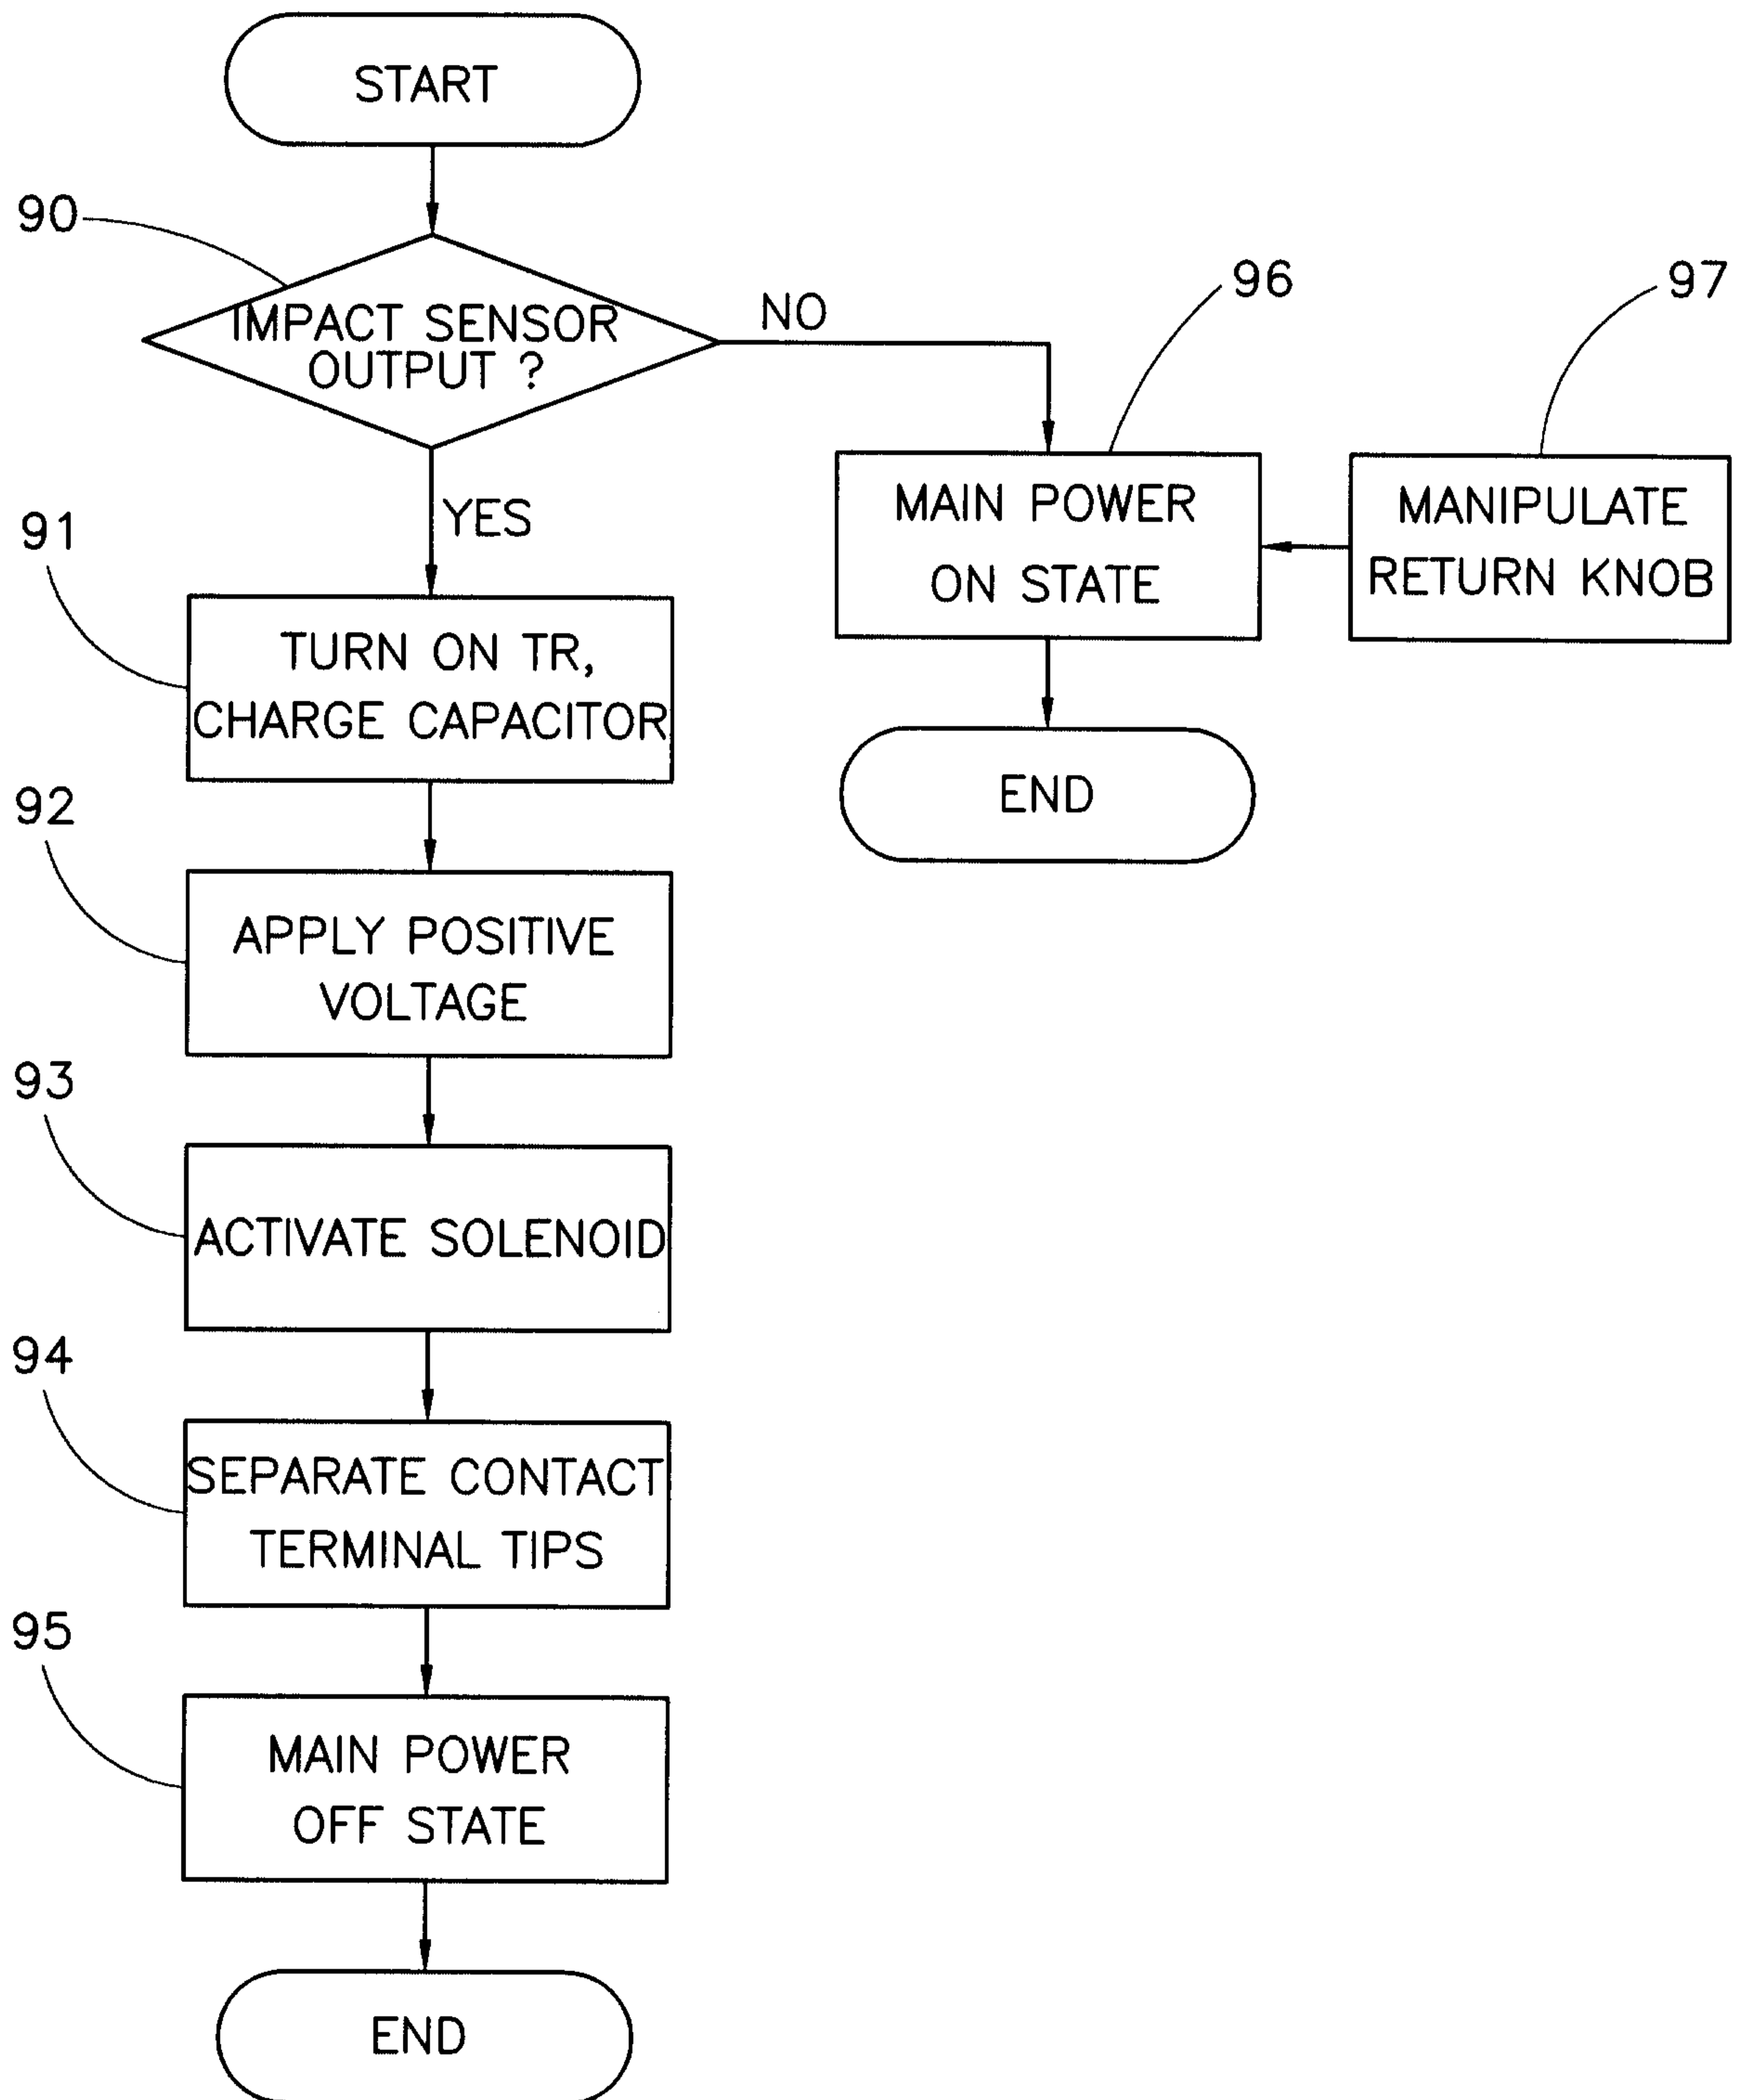 START
90
IMPACT SENSOR
OUTPUT ?
NO
YES
96
97
MAIN POWER
ON STATE
MANIPULATE
RETURN KNOB
END
91
TURN ON TR,
CHARGE CAPACITOR
92
APPLY POSITIVE
VOLTAGE
93
ACTIVATE SOLENOID
94
SEPARATE CONTACT
TERMINAL TIPS
95
MAIN POWER
OFF STATE
END